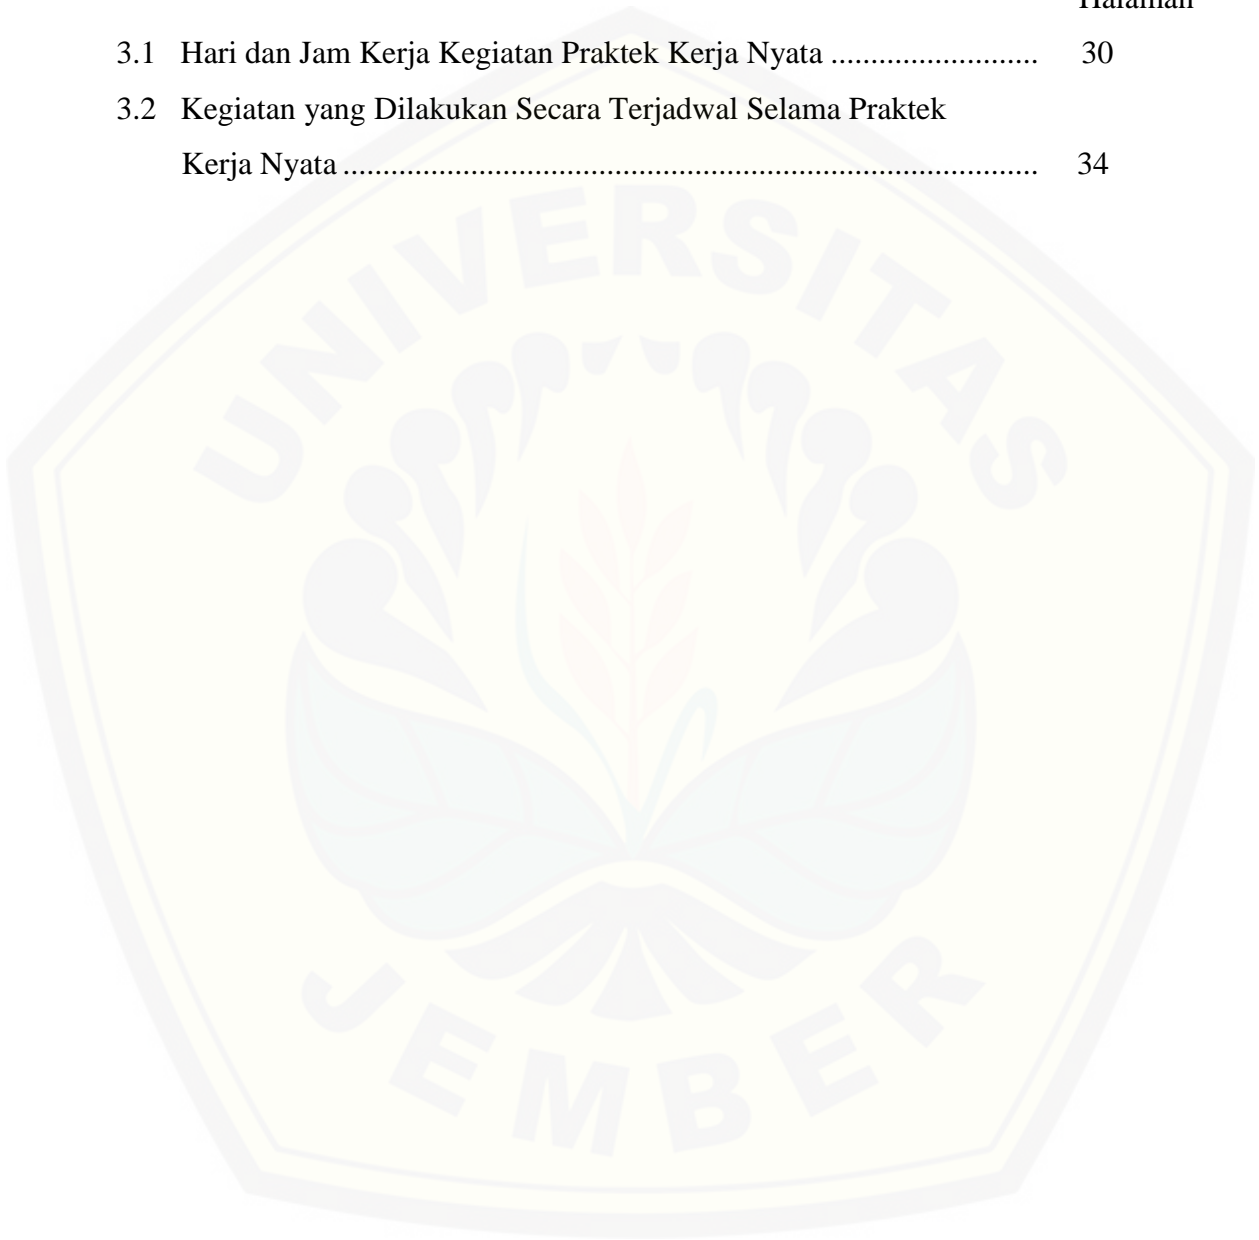 Halaman
3.1 Hari dan Jam Kerja Kegiatan Praktek Kerja Nyata .......................... 30
3.2 Kegiatan yang Dilakukan Secara Terjadwal Selama Praktek
Kerja Nyata ....................................................................................... 34
UNIVERSITAS
JEMBER